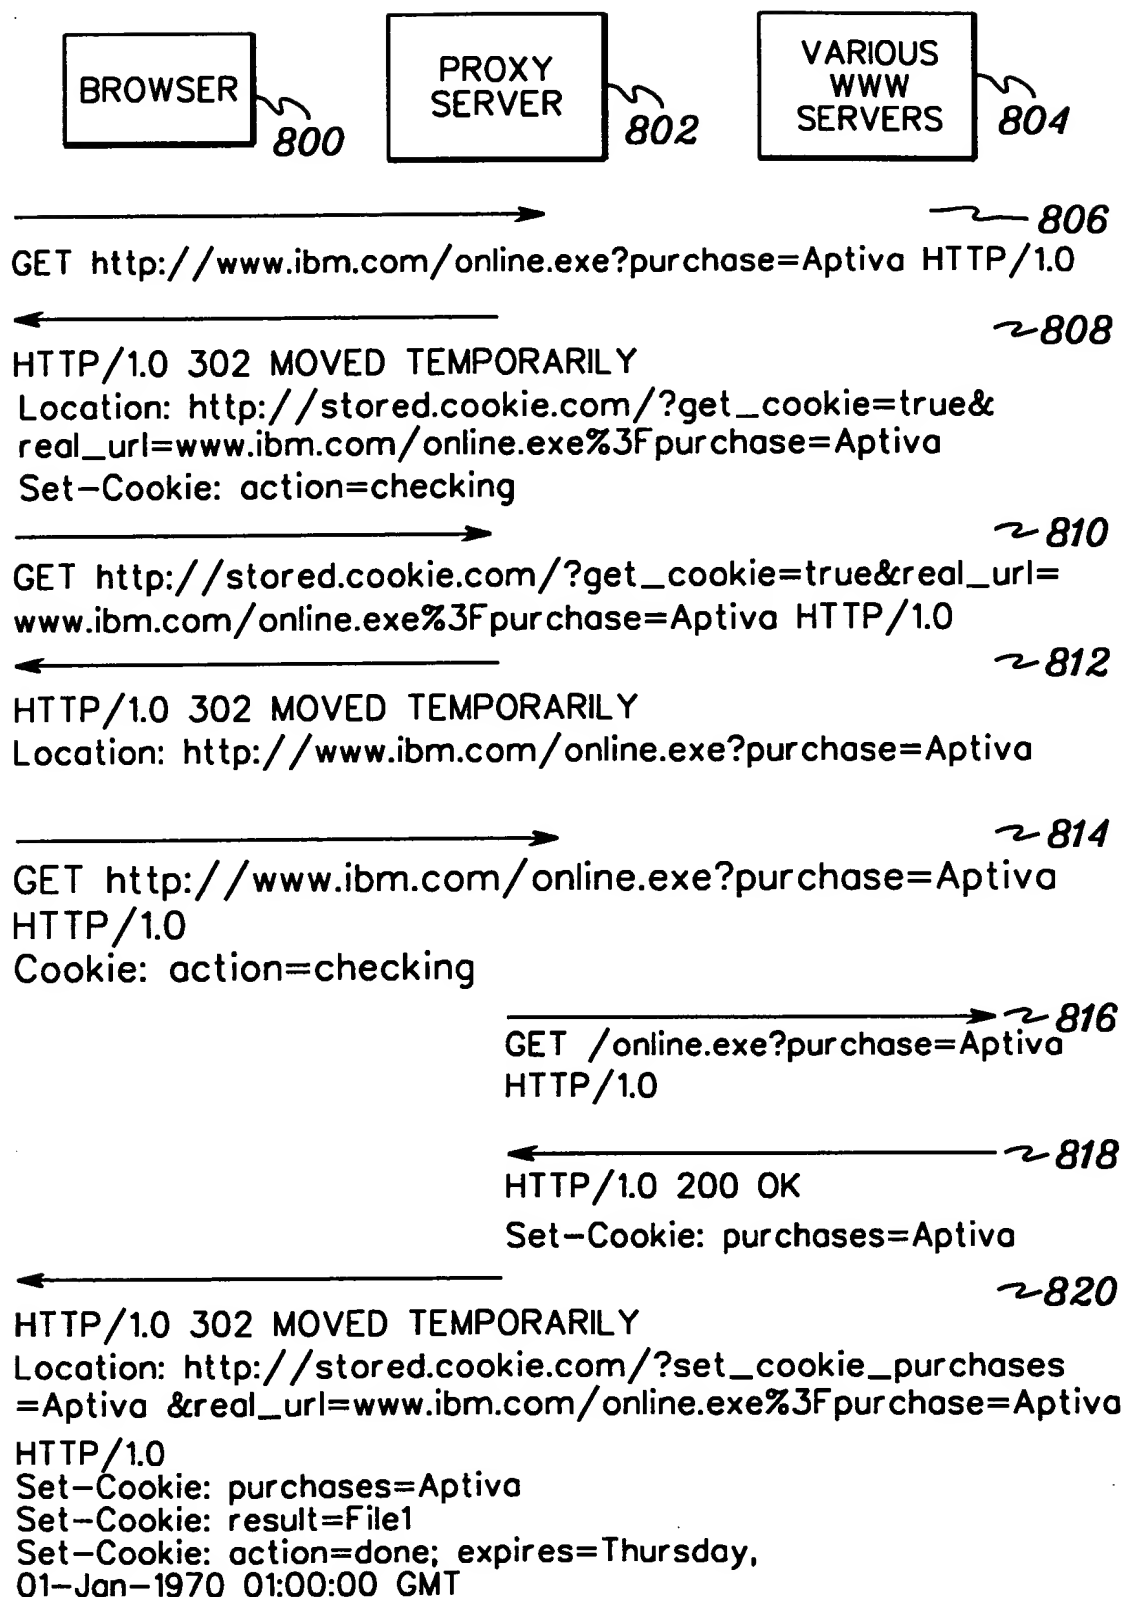 BROWSER
800
PROXY
SERVER
802
VARIOUS
WWW
SERVERS
804
806
GET http://www.ibm.com/online.exe?purchase=Aptiva HTTP/1.0
808
HTTP/1.0 302 MOVED TEMPORARILY
Location: http://stored.cookie.com/?get_cookie=true&
real_url=www.ibm.com/online.exe%3Fpurchase=Aptiva
Set-Cookie: action=checking
810
GET http://stored.cookie.com/?get_cookie=true&real_url=
www.ibm.com/online.exe%3Fpurchase=Aptiva HTTP/1.0
812
HTTP/1.0 302 MOVED TEMPORARILY
Location: http://www.ibm.com/online.exe?purchase=Aptiva
814
GET http://www.ibm.com/online.exe?purchase=Aptiva
HTTP/1.0
Cookie: action=checking
816
GET /online.exe?purchase=Aptiva
HTTP/1.0
818
HTTP/1.0 200 OK
Set-Cookie: purchases=Aptiva
820
HTTP/1.0 302 MOVED TEMPORARILY
Location: http://stored.cookie.com/?set_cookie_purchases
=Aptiva &real_url=www.ibm.com/online.exe%3Fpurchase=Aptiva
HTTP/1.0
Set-Cookie: purchases=Aptiva
Set-Cookie: result=File1
Set-Cookie: action=done; expires=Thursday,
01-Jan-1970 01:00:00 GMT